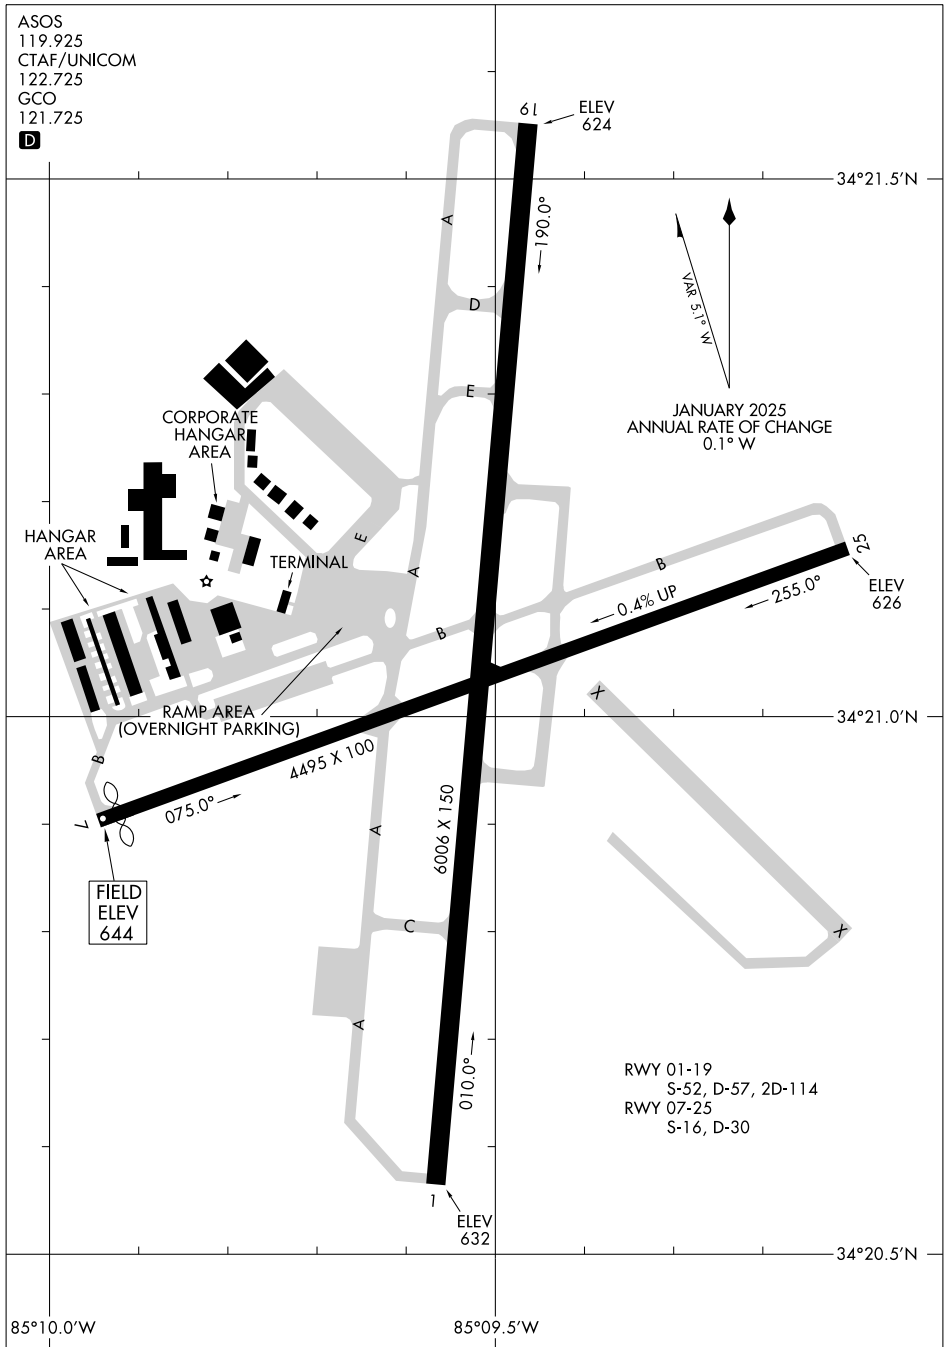 ASOS
119.925
CTAF/UNICOM
122.725
GCO
121.725
D
19
ELEV
624
34°21.5'N
A
190.0°
D
VAR 5.1° W
E
JANUARY 2025
ANNUAL RATE OF CHANGE
0.1° W
CORPORATE
HANGAR
AREA
HANGAR
AREA
E
TERMINAL
A
B
25
ELEV
626
255.0°
0.4% UP
B
X
RAMP AREA
(OVERNIGHT PARKING)
34°21.0'N
B
4495 X 100
075.0°
7
A
6006 X 150
FIELD
ELEV
644
C
X
A
010.0°
RWY 01-19
S-52, D-57, 2D-114
RWY 07-25
S-16, D-30
1
ELEV
632
34°20.5'N
85°10.0'W
85°09.5'W